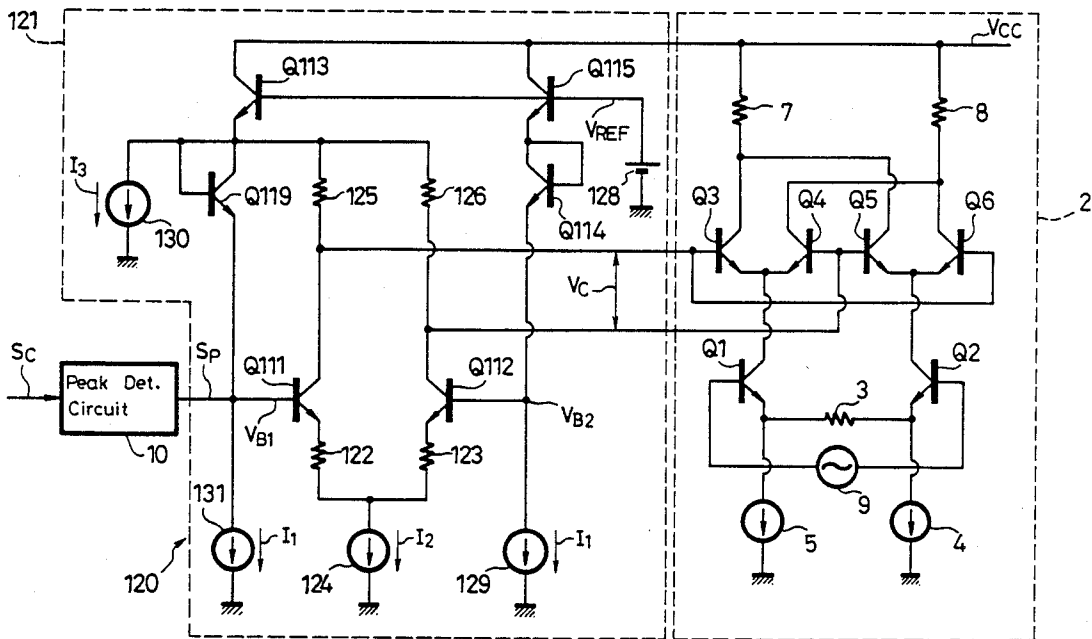 121
VCC
2
Q113
Q115
7
8
VREF
I3
130
Q119
125
126
128
Q114
Q3
Q4
Q5
Q6
VC
SC
Peak Det.
Circuit
10
SP
Q111
Q112
VB1
VB2
Q1
Q2
3
122
123
9
131
I1
120
124
I2
129
I1
5
4